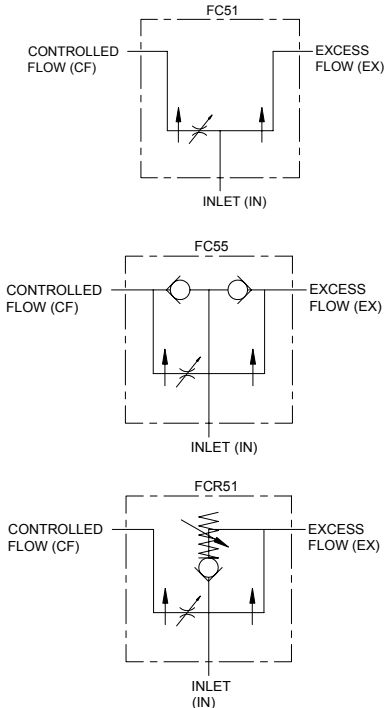 FC51
CONTROLLED
FLOW (CF)
EXCESS
FLOW (EX)
INLET (IN)
FC55
CONTROLLED
FLOW (CF)
EXCESS
FLOW (EX)
INLET (IN)
FCR51
CONTROLLED
FLOW (CF)
EXCESS
FLOW (EX)
INLET
(IN)